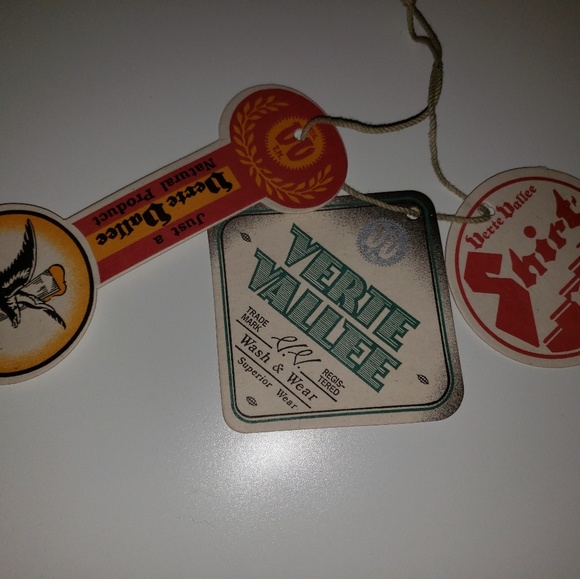 Just a
Verte Vallee
Natural Product
VERTE
VALLEE
TRADE
MARK
REGIS-
TERED
Wash & Wear
Superior Wear
Verte Vallee
Shirt